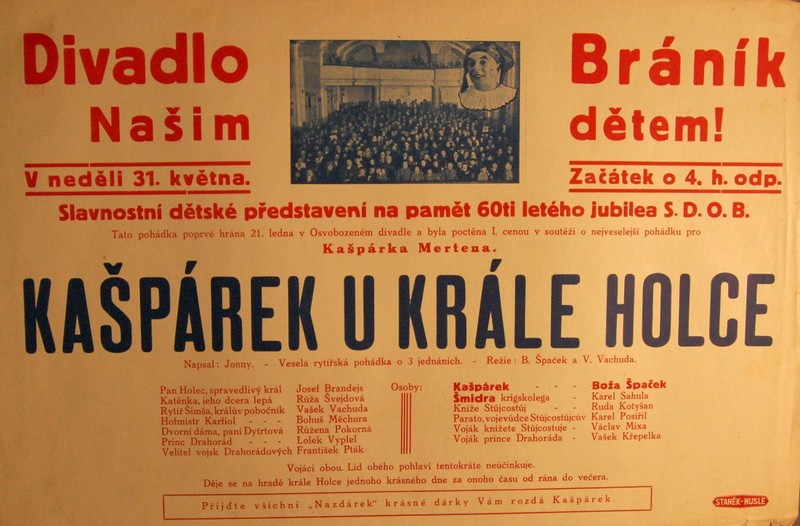 Divadlo Bráník
Našim dětem!
V neděli 31. května. Začátek o 4. h. odp.
Slavnostní dětské představení na pamět 60ti letého jubilea S. D. O. B.
Tato pohádka poprvé hrána 21. ledna v Osvobozeném divadle a byla poctěna I. cenou v soutěži o nejveselejší pohádku pro
Kašpárka Mertena.
KAŠPÁREK U KRÁLE HOLCE
Napsal: Jonny. - Veselá rytířská pohádka o 3 jednáních. - Režie: B. Špaček a V. Vachuda.
Osoby:
Pan Holec, spravedlivý král Josef Brandejs
Katěnka, jeho dcera lepá Růža Švejdová
Rytíř Šimša, králův pobočník Vašek Vachuda
Hofmistr Karfiol - - - Bohuš Měchura
Dvorní dáma, paní Dytrtová Růžena Pokorná
Princ Drahorád - - - Lolek Vyplel
Velitel vojsk Drahorádových František Pták
Kašpárek - - - Boža Špaček
Šmidra krigskolega - Karel Sahula
Kníže Stůjcostůj - - Ruda Kotyšan
Parato, vojevůdce Stůjcostůjcův Karel Posiřil
Voják knížete Stůjcostuje - Václav Mixa
Voják prince Drahoráda - Vašek Křepelka
Vojáci obou. Lid obého pohlaví tentokráte neúčinkuje.
Děje se na hradě krále Holce jednoho krásného dne za onoho času od rána do večera.
Přijďte všichni „Nazdárek" krásné dárky Vám rozdá Kašpárek.
STANĚK-NUSLE